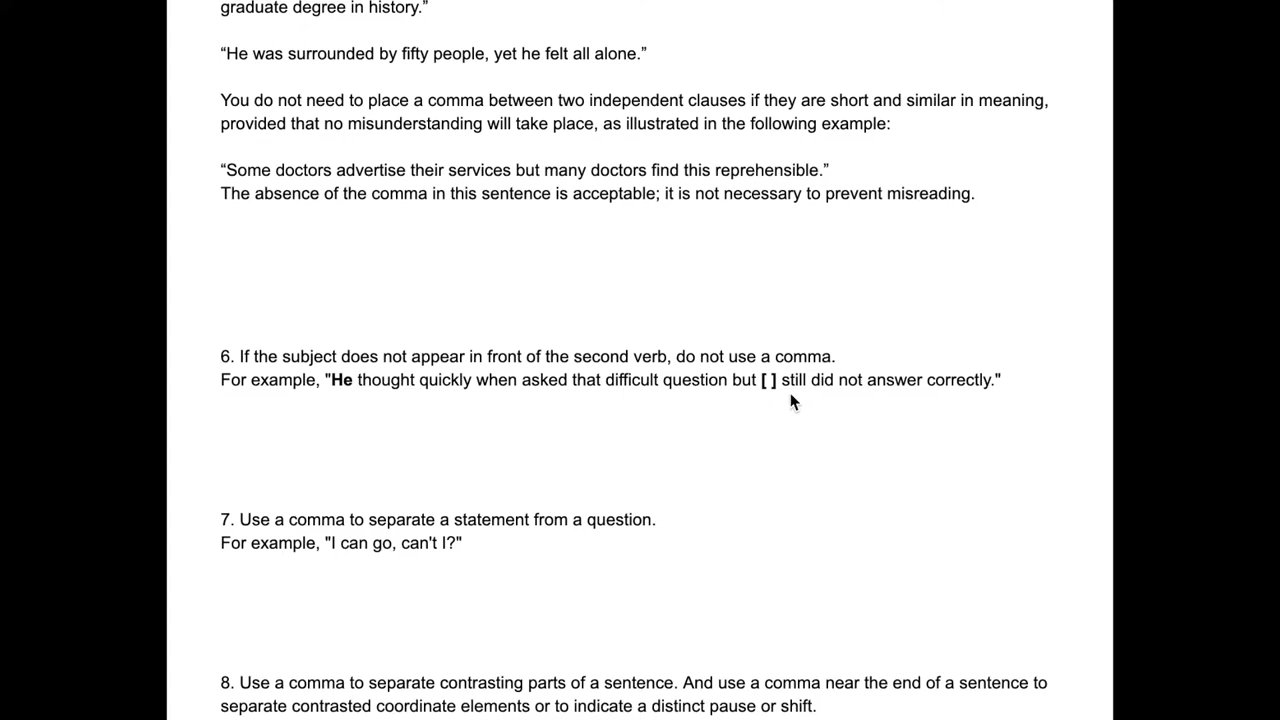 graduate degree in history.”
“He was surrounded by fifty people, yet he felt all alone.”
You do not need to place a comma between two independent clauses if they are short and similar in meaning,
provided that no misunderstanding will take place, as illustrated in the following example:
“Some doctors advertise their services but many doctors find this reprehensible.”
The absence of the comma in this sentence is acceptable; it is not necessary to prevent misreading.
6. If the subject does not appear in front of the second verb, do not use a comma.
For example, "He thought quickly when asked that difficult question but [ ] still did not answer correctly."
7. Use a comma to separate a statement from a question.
For example, "I can go, can't I?"
8. Use a comma to separate contrasting parts of a sentence. And use a comma near the end of a sentence to
separate contrasted coordinate elements or to indicate a distinct pause or shift.